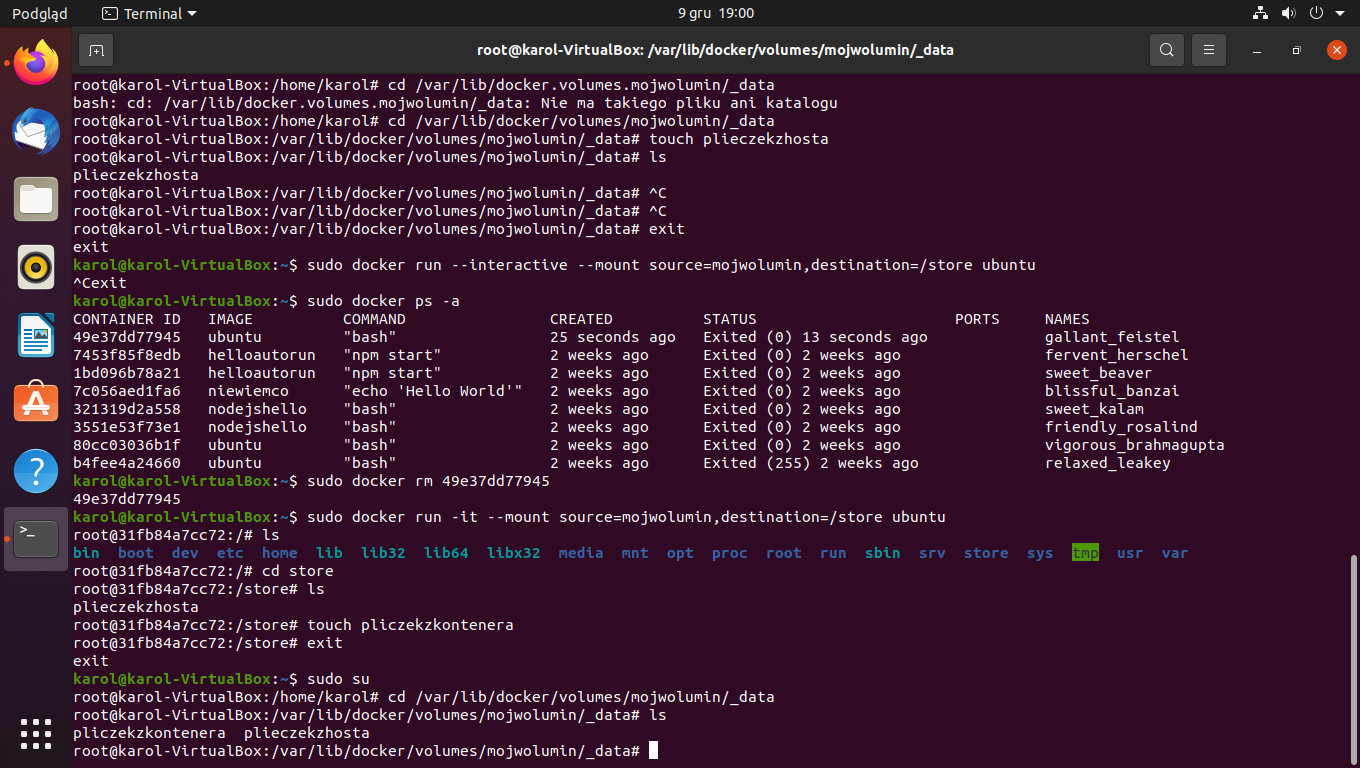 Podgląd Terminal 9 gru 19:00
root@karol-VirtualBox: /var/lib/docker/volumes/mojwolumin/_data
root@karol-VirtualBox:/home/karol# cd /var/lib/docker.volumes.mojwolumin/_data
bash: cd: /var/lib/docker.volumes.mojwolumin/_data: Nie ma takiego pliku ani katalogu
root@karol-VirtualBox:/home/karol# cd /var/lib/docker/volumes/mojwolumin/_data
root@karol-VirtualBox:/var/lib/docker/volumes/mojwolumin/_data# touch plieczekzhosta
root@karol-VirtualBox:/var/lib/docker/volumes/mojwolumin/_data# ls
plieczekzhosta
root@karol-VirtualBox:/var/lib/docker/volumes/mojwolumin/_data# ^C
root@karol-VirtualBox:/var/lib/docker/volumes/mojwolumin/_data# ^C
root@karol-VirtualBox:/var/lib/docker/volumes/mojwolumin/_data# exit
exit
karol@karol-VirtualBox:~$ sudo docker run --interactive --mount source=mojwolumin,destination=/store ubuntu
^Cexit
karol@karol-VirtualBox:~$ sudo docker ps -a
CONTAINER ID   IMAGE          COMMAND                CREATED          STATUS                      PORTS     NAMES
49e37dd77945   ubuntu         "bash"                 25 seconds ago   Exited (0) 13 seconds ago             gallant_feistel
7453f85f8edb   helloautorun   "npm start"            2 weeks ago      Exited (0) 2 weeks ago                fervent_herschel
1bd096b78a21   helloautorun   "npm start"            2 weeks ago      Exited (0) 2 weeks ago                sweet_beaver
7c056aed1fa6   niewiemco      "echo 'Hello World'"   2 weeks ago      Exited (0) 2 weeks ago                blissful_banzai
321319d2a558   nodejshello    "bash"                 2 weeks ago      Exited (0) 2 weeks ago                sweet_kalam
3551e53f73e1   nodejshello    "bash"                 2 weeks ago      Exited (0) 2 weeks ago                friendly_rosalind
80cc03036b1f   ubuntu         "bash"                 2 weeks ago      Exited (0) 2 weeks ago                vigorous_brahmagupta
b4fee4a24660   ubuntu         "bash"                 2 weeks ago      Exited (255) 2 weeks ago              relaxed_leakey
karol@karol-VirtualBox:~$ sudo docker rm 49e37dd77945
49e37dd77945
karol@karol-VirtualBox:~$ sudo docker run -it --mount source=mojwolumin,destination=/store ubuntu
root@31fb84a7cc72:/# ls
bin  boot  dev  etc  home  lib  lib32  lib64  libx32  media  mnt  opt  proc  root  run  sbin  srv  store  sys  tmp  usr  var
root@31fb84a7cc72:/# cd store
root@31fb84a7cc72:/store# ls
plieczekzhosta
root@31fb84a7cc72:/store# touch pliczekzkontenera
root@31fb84a7cc72:/store# exit
exit
karol@karol-VirtualBox:~$ sudo su
root@karol-VirtualBox:/home/karol# cd /var/lib/docker/volumes/mojwolumin/_data
root@karol-VirtualBox:/var/lib/docker/volumes/mojwolumin/_data# ls
pliczekzkontenera  plieczekzhosta
root@karol-VirtualBox:/var/lib/docker/volumes/mojwolumin/_data#